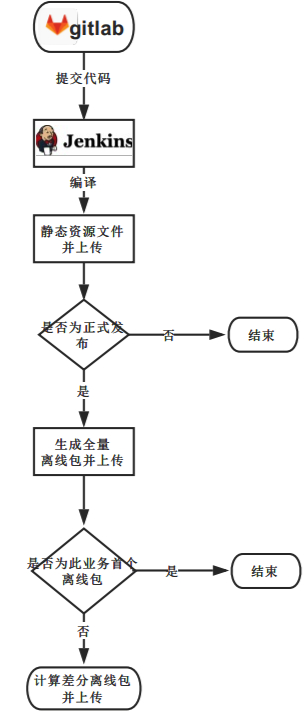 gitlab
提交代码
Jenkins
编译
静态资源文件
并上传
是否为正式发
布
否
结束
是
生成全量
离线包并上传
是否为此业务首个
离线包
是
结束
否
计算差分离线包
并上传